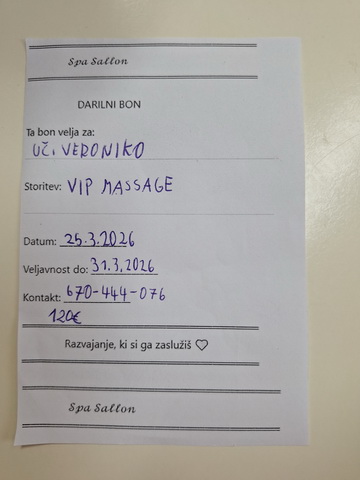 Spa Sallon
DARILNI BON
Ta bon velja za:
UČI VERONIKO
Storitev: VIP MASSAGE
Datum: 25.3.2026
Veljavnost do: 31.3.2026
Kontakt: 670-444-076
120€
Razvajanje, ki si ga zaslužiš ♡
Spa Sallon